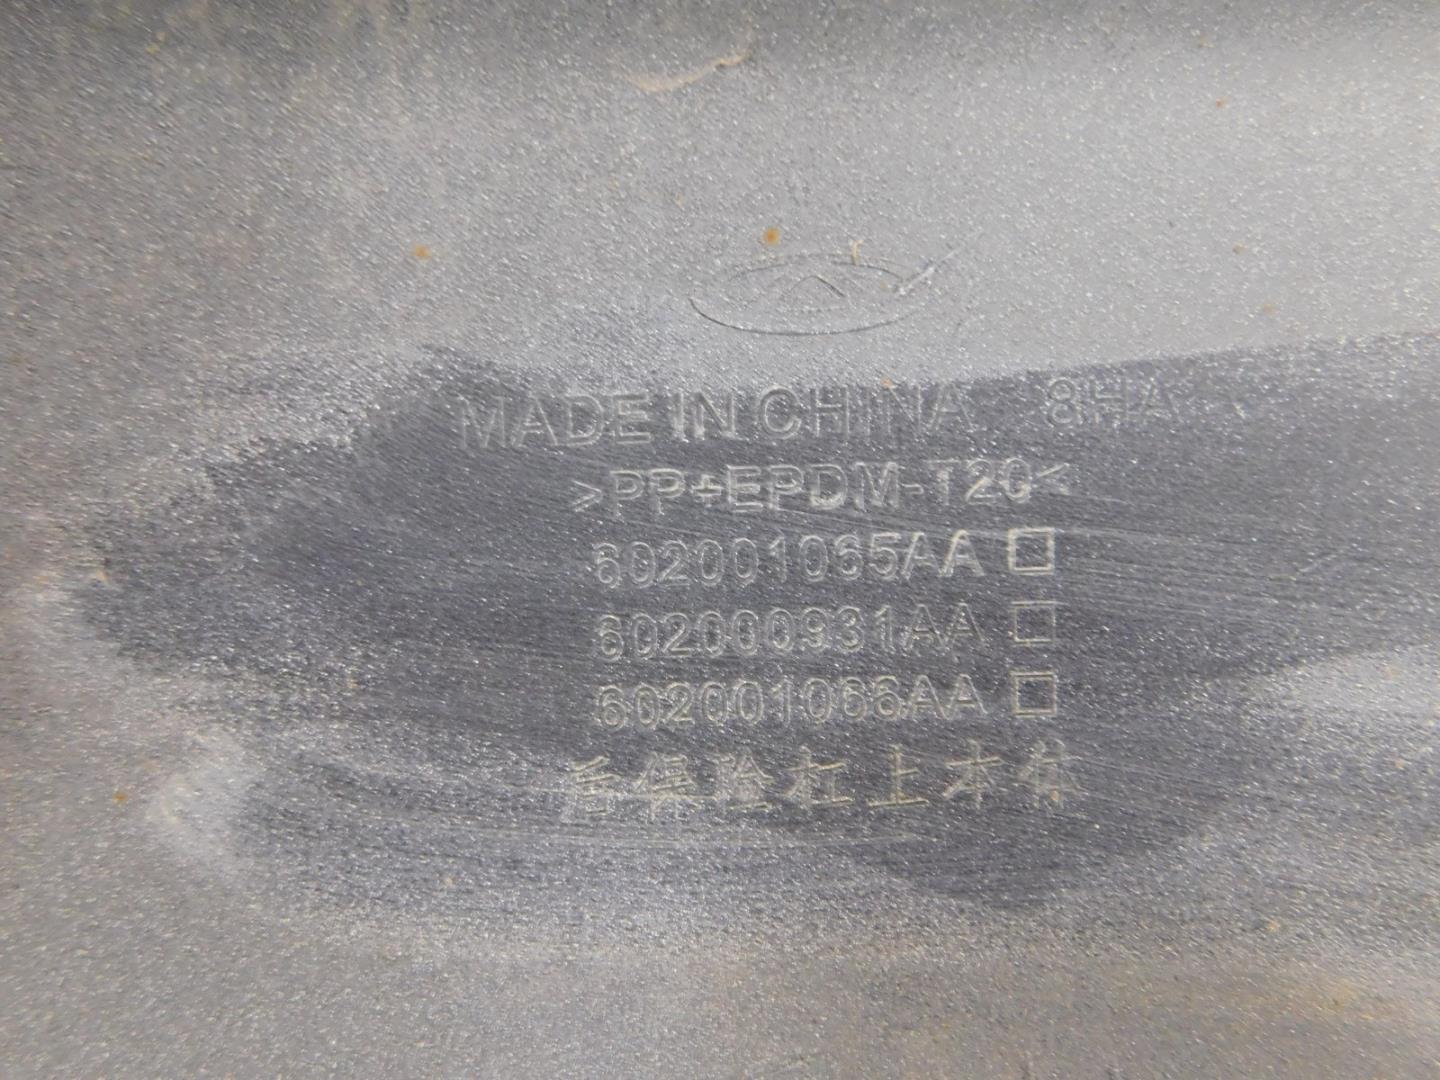 MADE IN CHINA 8HA
>PP+EPDM-T20<
602001065AA □
602000931AA □
602001066AA □
后保险杠上本体